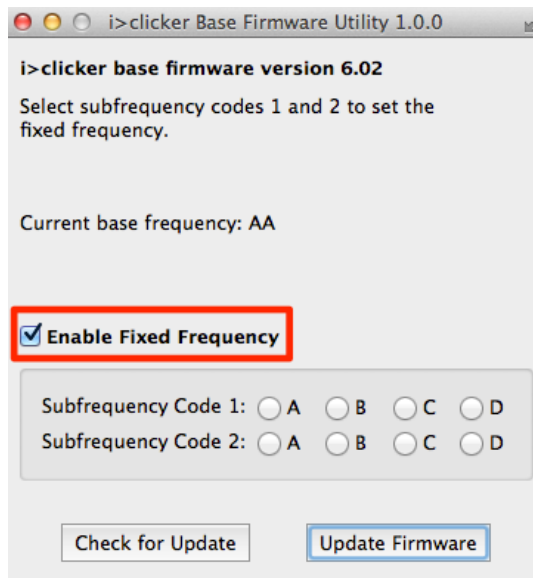 i>clicker Base Firmware Utility 1.0.0
i>clicker base firmware version 6.02
Select subfrequency codes 1 and 2 to set the
fixed frequency.
Current base frequency: AA
Enable Fixed Frequency
Subfrequency Code 1: A B C D
Subfrequency Code 2: A B C D
Check for Update Update Firmware